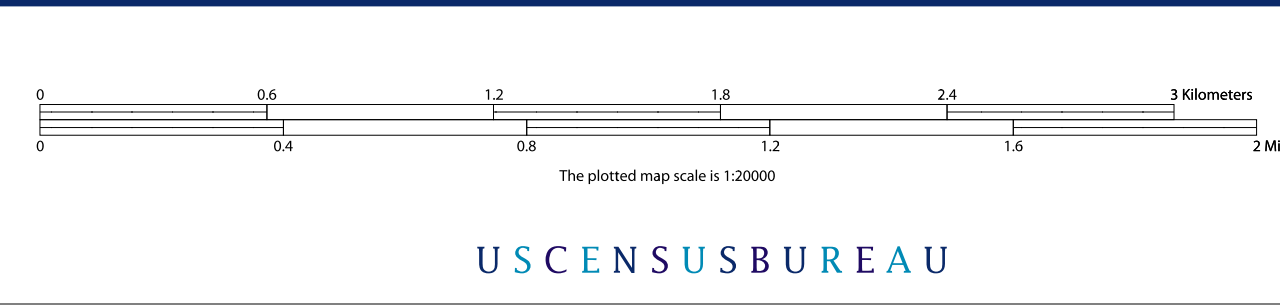 0 0.6 1.2 1.8 2.4 3 Kilometers
0 0.4 0.8 1.2 1.6 2 Mi
The plotted map scale is 1:20000
USCENSUSBUREAU